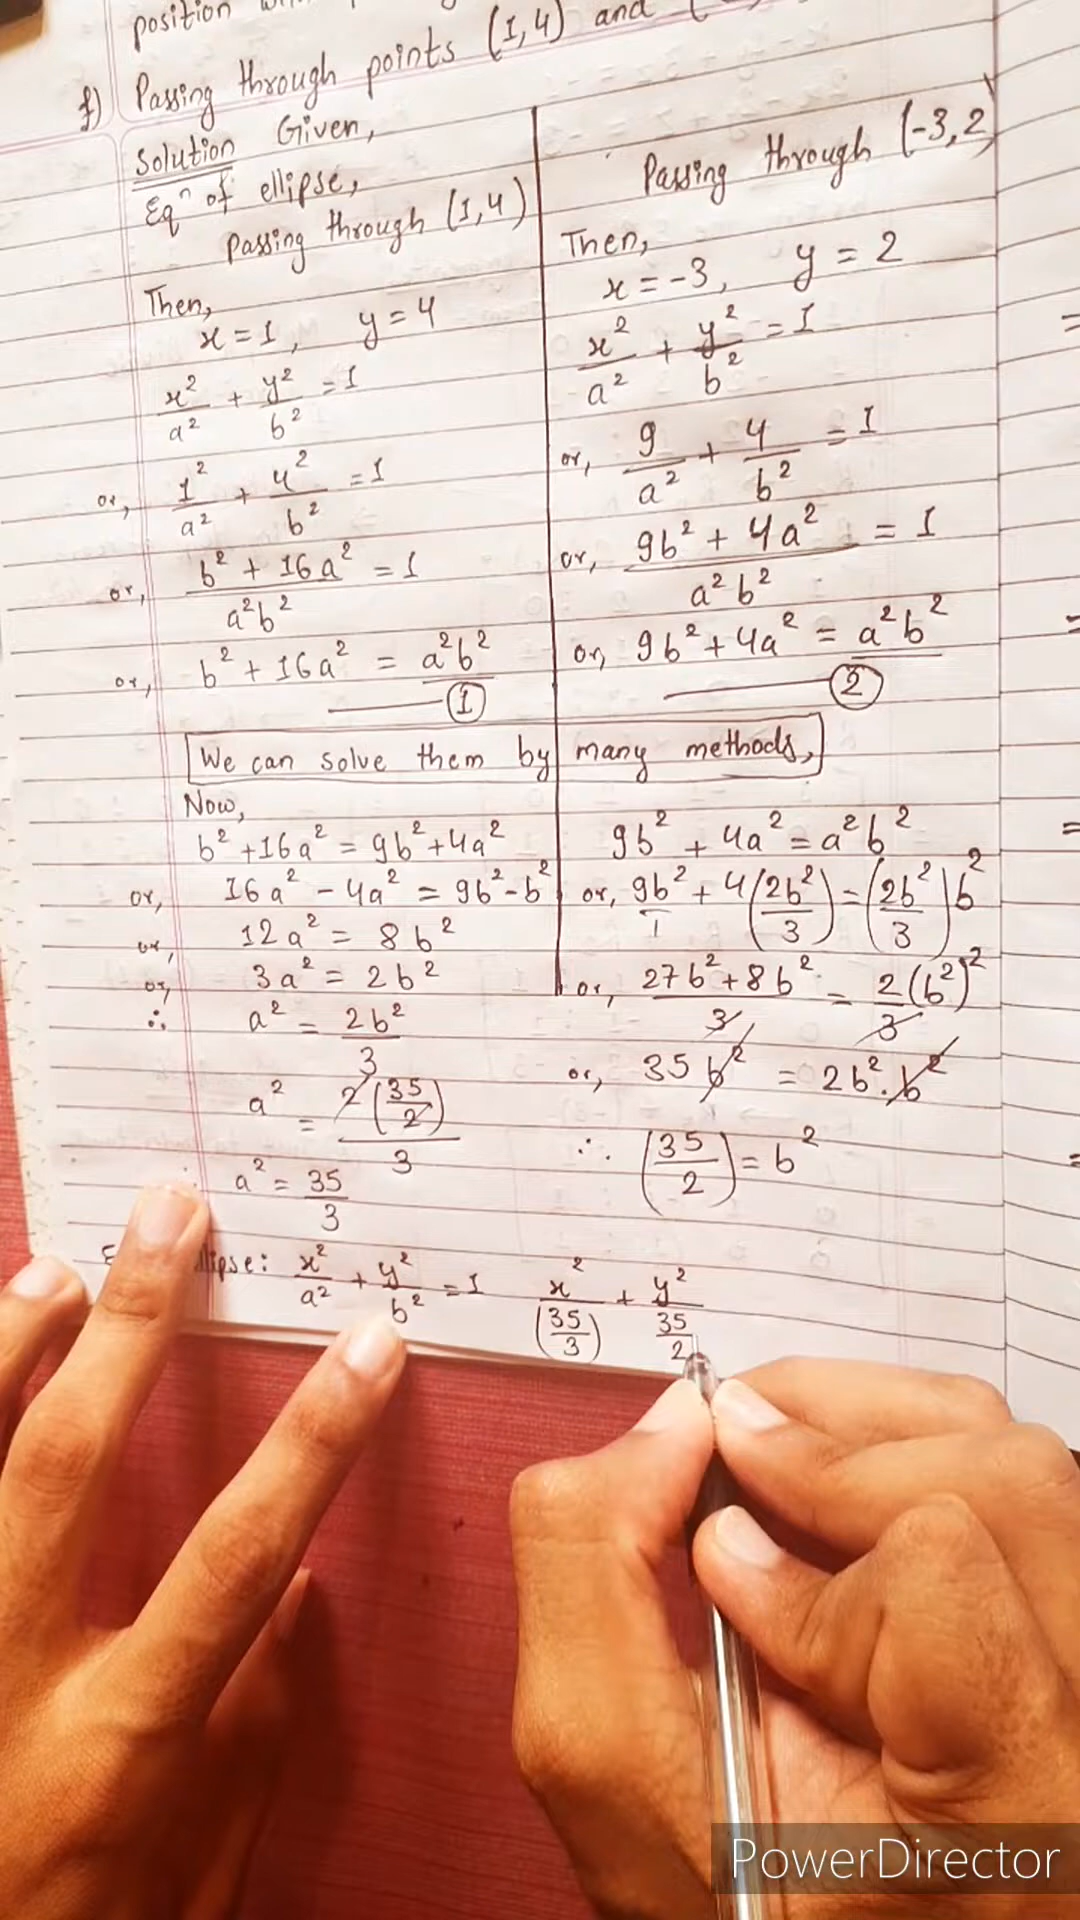 position
f) Passing through points (1,4) and (
Solution Given,
Eqⁿ of ellipse,
passing through (1,4)
Then,
x = 1, y = 4
x²/a² + y²/b² = 1
or, 1²/a² + 4²/b² = 1
or, (b² + 16a²)/a²b² = 1
or, b² + 16a² = a²b²
①
Passing through (-3,2
Then,
x = -3, y = 2
x²/a² + y²/b² = 1
or, 9/a² + 4/b² = 1
or, (9b² + 4a²)/a²b² = 1
or, 9b² + 4a² = a²b²
②
We can solve them by many methods,
Now,
b² + 16a² = 9b² + 4a²
or, 16a² - 4a² = 9b² - b²
or, 12a² = 8b²
or, 3a² = 2b²
∴ a² = 2b²/3
a² = 2(35/2)/3
a² = 35/3
9b² + 4a² = a²b²
or, 9b²/1 + 4(2b²/3) = (2b²/3)b²
or, (27b² + 8b²)/3 = 2(b²)²/3
or, 35b² = 2b².b²
∴ (35/2) = b²
llipse: x²/a² + y²/b² = 1 x²/(35/3) + y²/(35/2)
PowerDirector